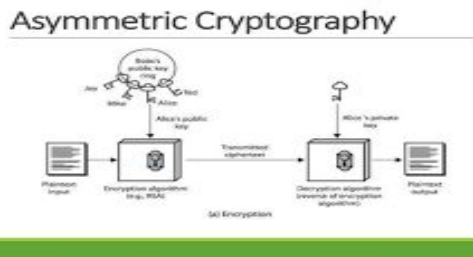 Asymmetric Cryptography
Bobs's
public key
ring
Joy
Ted
Mike
Alice
Alice's public
key
Alice 's private
key
Transmitted
ciphertext
Plaintext
input
Encryption algorithm
(e.g., RSA)
Decryption algorithm
(reverse of encryption
algorithm)
Plaintext
output
(a) Encryption